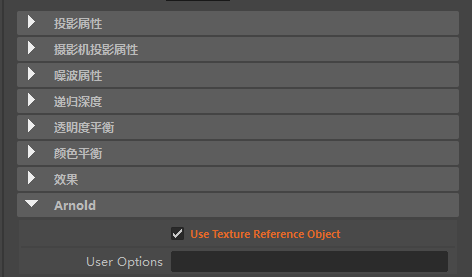 投影属性
摄影机投影属性
噪波属性
递归深度
透明度平衡
颜色平衡
效果
Arnold
Use Texture Reference Object
User Options